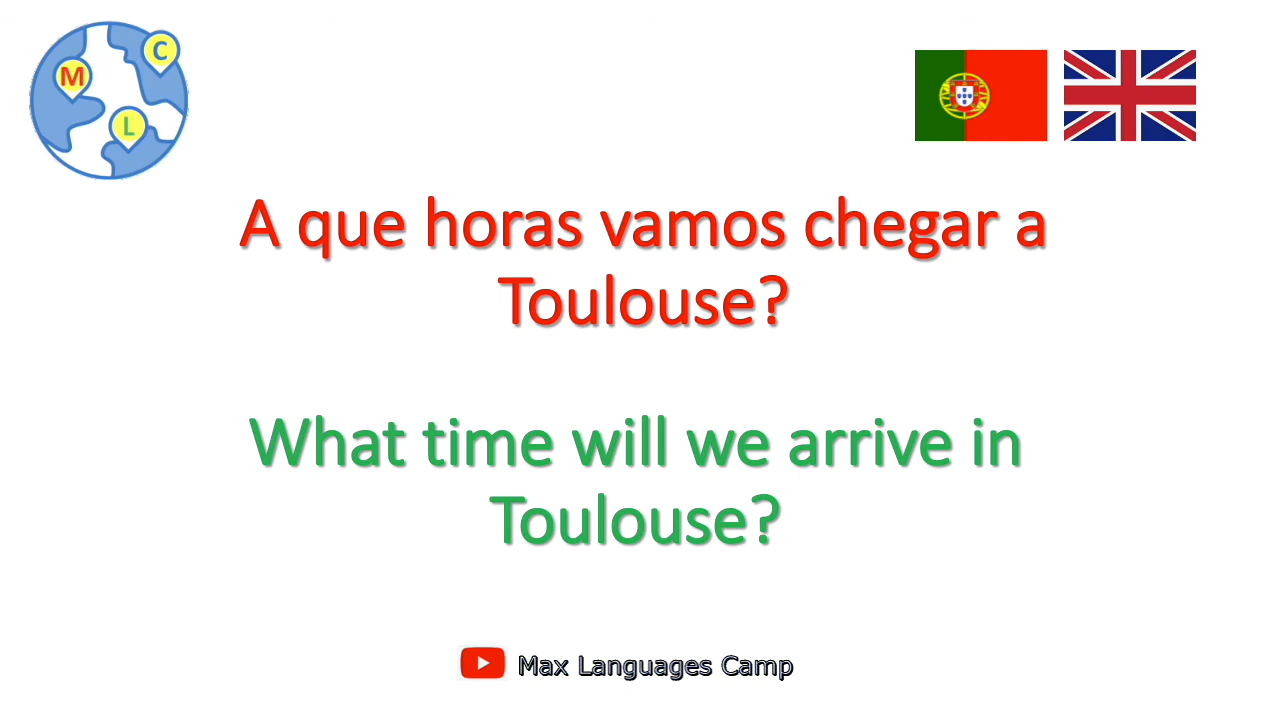 C
M
L
A que horas vamos chegar a
Toulouse?
What time will we arrive in
Toulouse?
Max Languages Camp